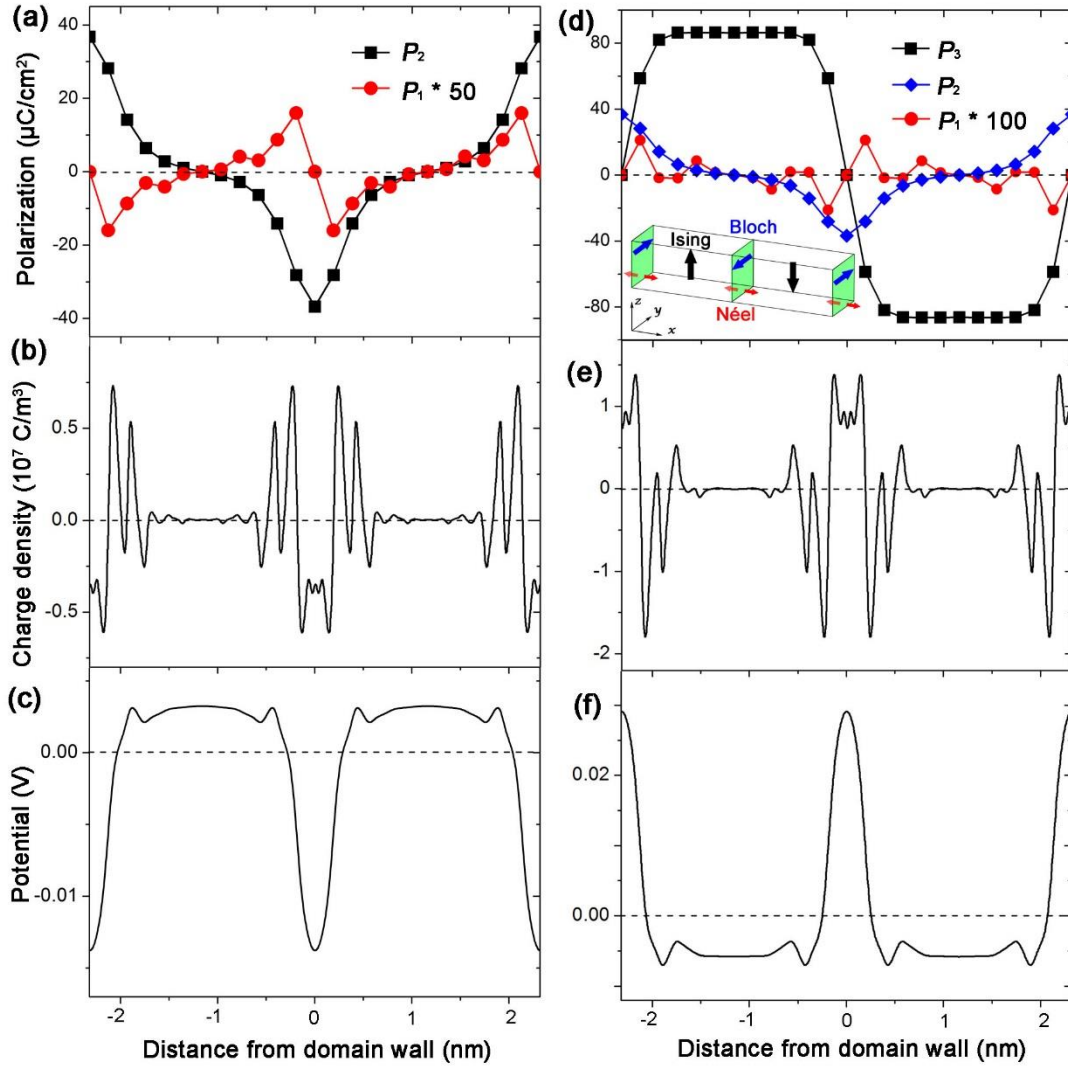 (a)
40
20
0
-20
-40
Polarization (µC/cm²)
P₂
P₁ * 50
(b)
0.5
0.0
-0.5
Charge density (10⁷ C/m³)
(c)
0.00
-0.01
Potential (V)
-2 -1 0 1 2
Distance from domain wall (nm)
(d)
80
40
0
-40
-80
P₃
P₂
P₁ * 100
Bloch
Ising
Néel
z
y
x
(e)
1
0
-1
-2
(f)
0.02
0.00
-2 -1 0 1 2
Distance from domain wall (nm)